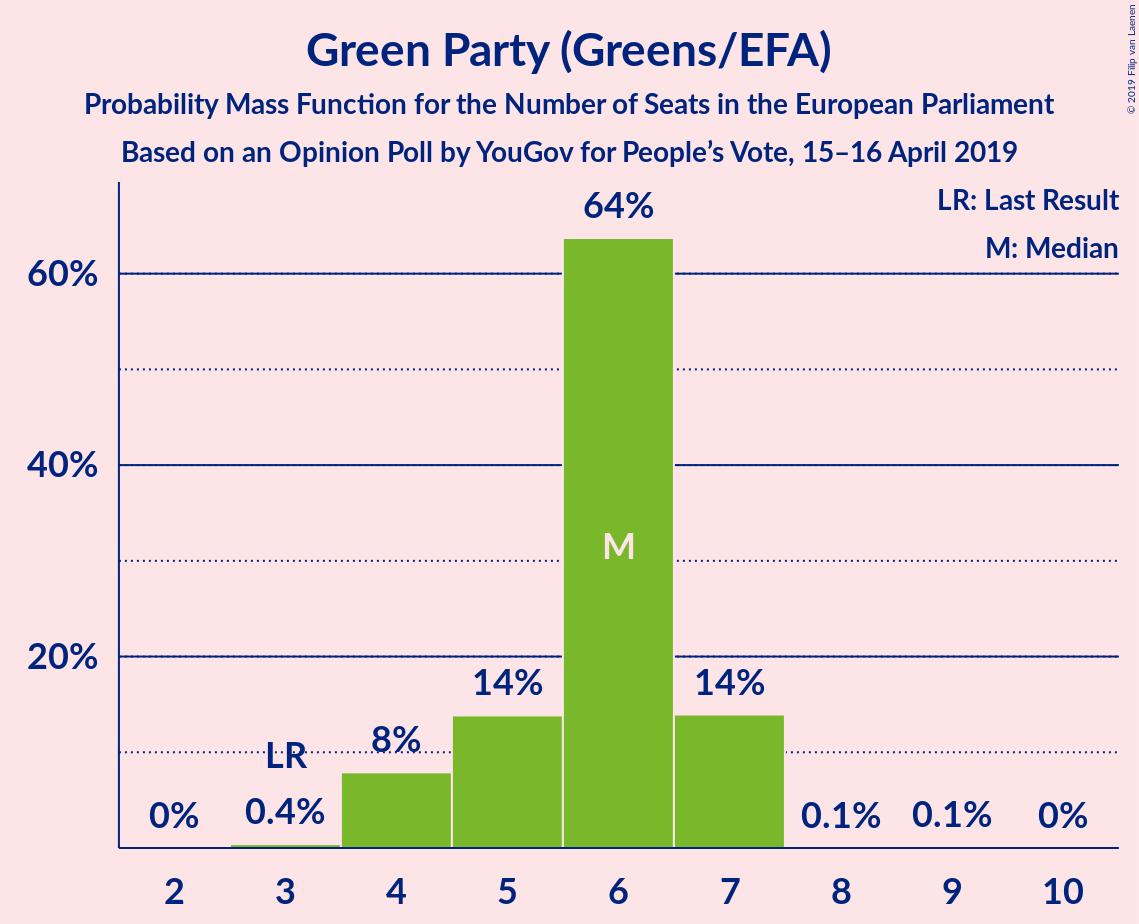 Green Party (Greens/EFA)
Probability Mass Function for the Number of Seats in the European Parliament
Based on an Opinion Poll by YouGov for People’s Vote, 15–16 April 2019
© 2019 Filip van Laenen
LR: Last Result
M: Median
60%
40%
20%
0%
LR
0.4%
8%
14%
64%
M
14%
0.1%
0.1%
0%
2 3 4 5 6 7 8 9 10